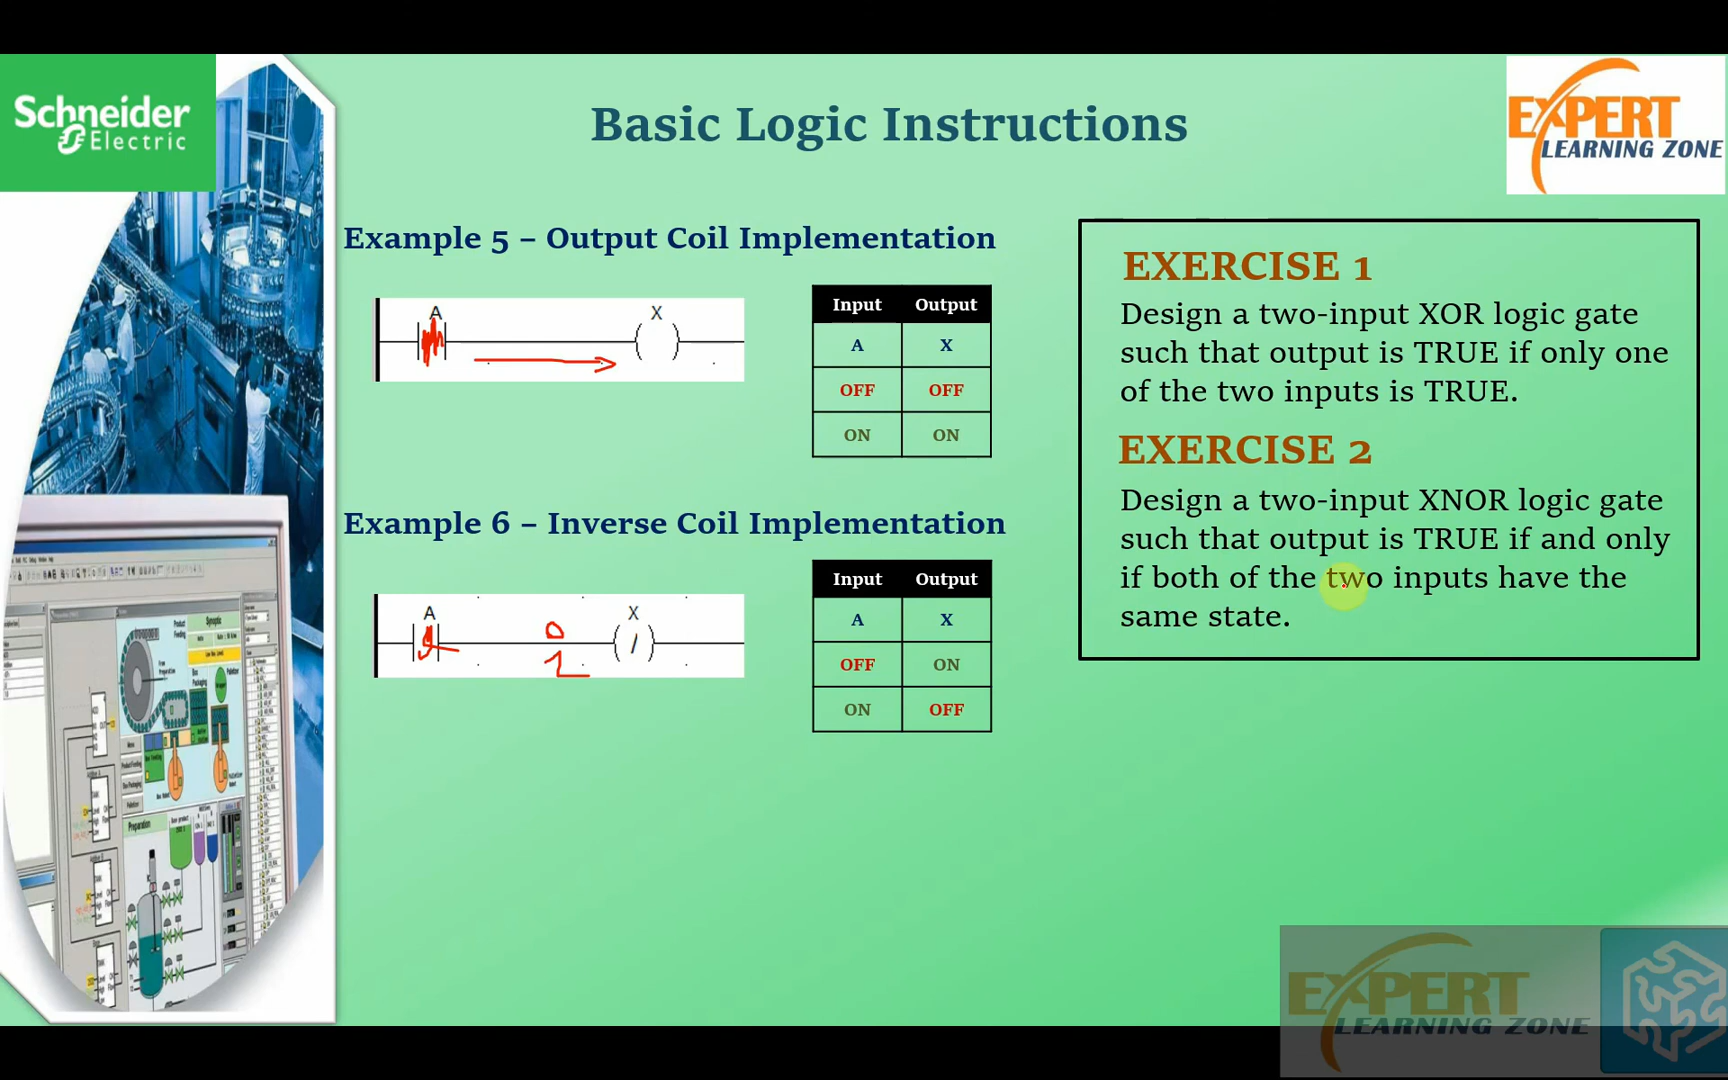 Schneider
Electric
EXPERT
LEARNING ZONE
Basic Logic Instructions
Example 5 – Output Coil Implementation
A
X
Input Output
A X
OFF OFF
ON ON
Example 6 – Inverse Coil Implementation
A
X
0
1
Input Output
A X
OFF ON
ON OFF
EXERCISE 1
Design a two-input XOR logic gate
such that output is TRUE if only one
of the two inputs is TRUE.
EXERCISE 2
Design a two-input XNOR logic gate
such that output is TRUE if and only
if both of the two inputs have the
same state.
Synoptic
Preparation
EXPERT
LEARNING ZONE